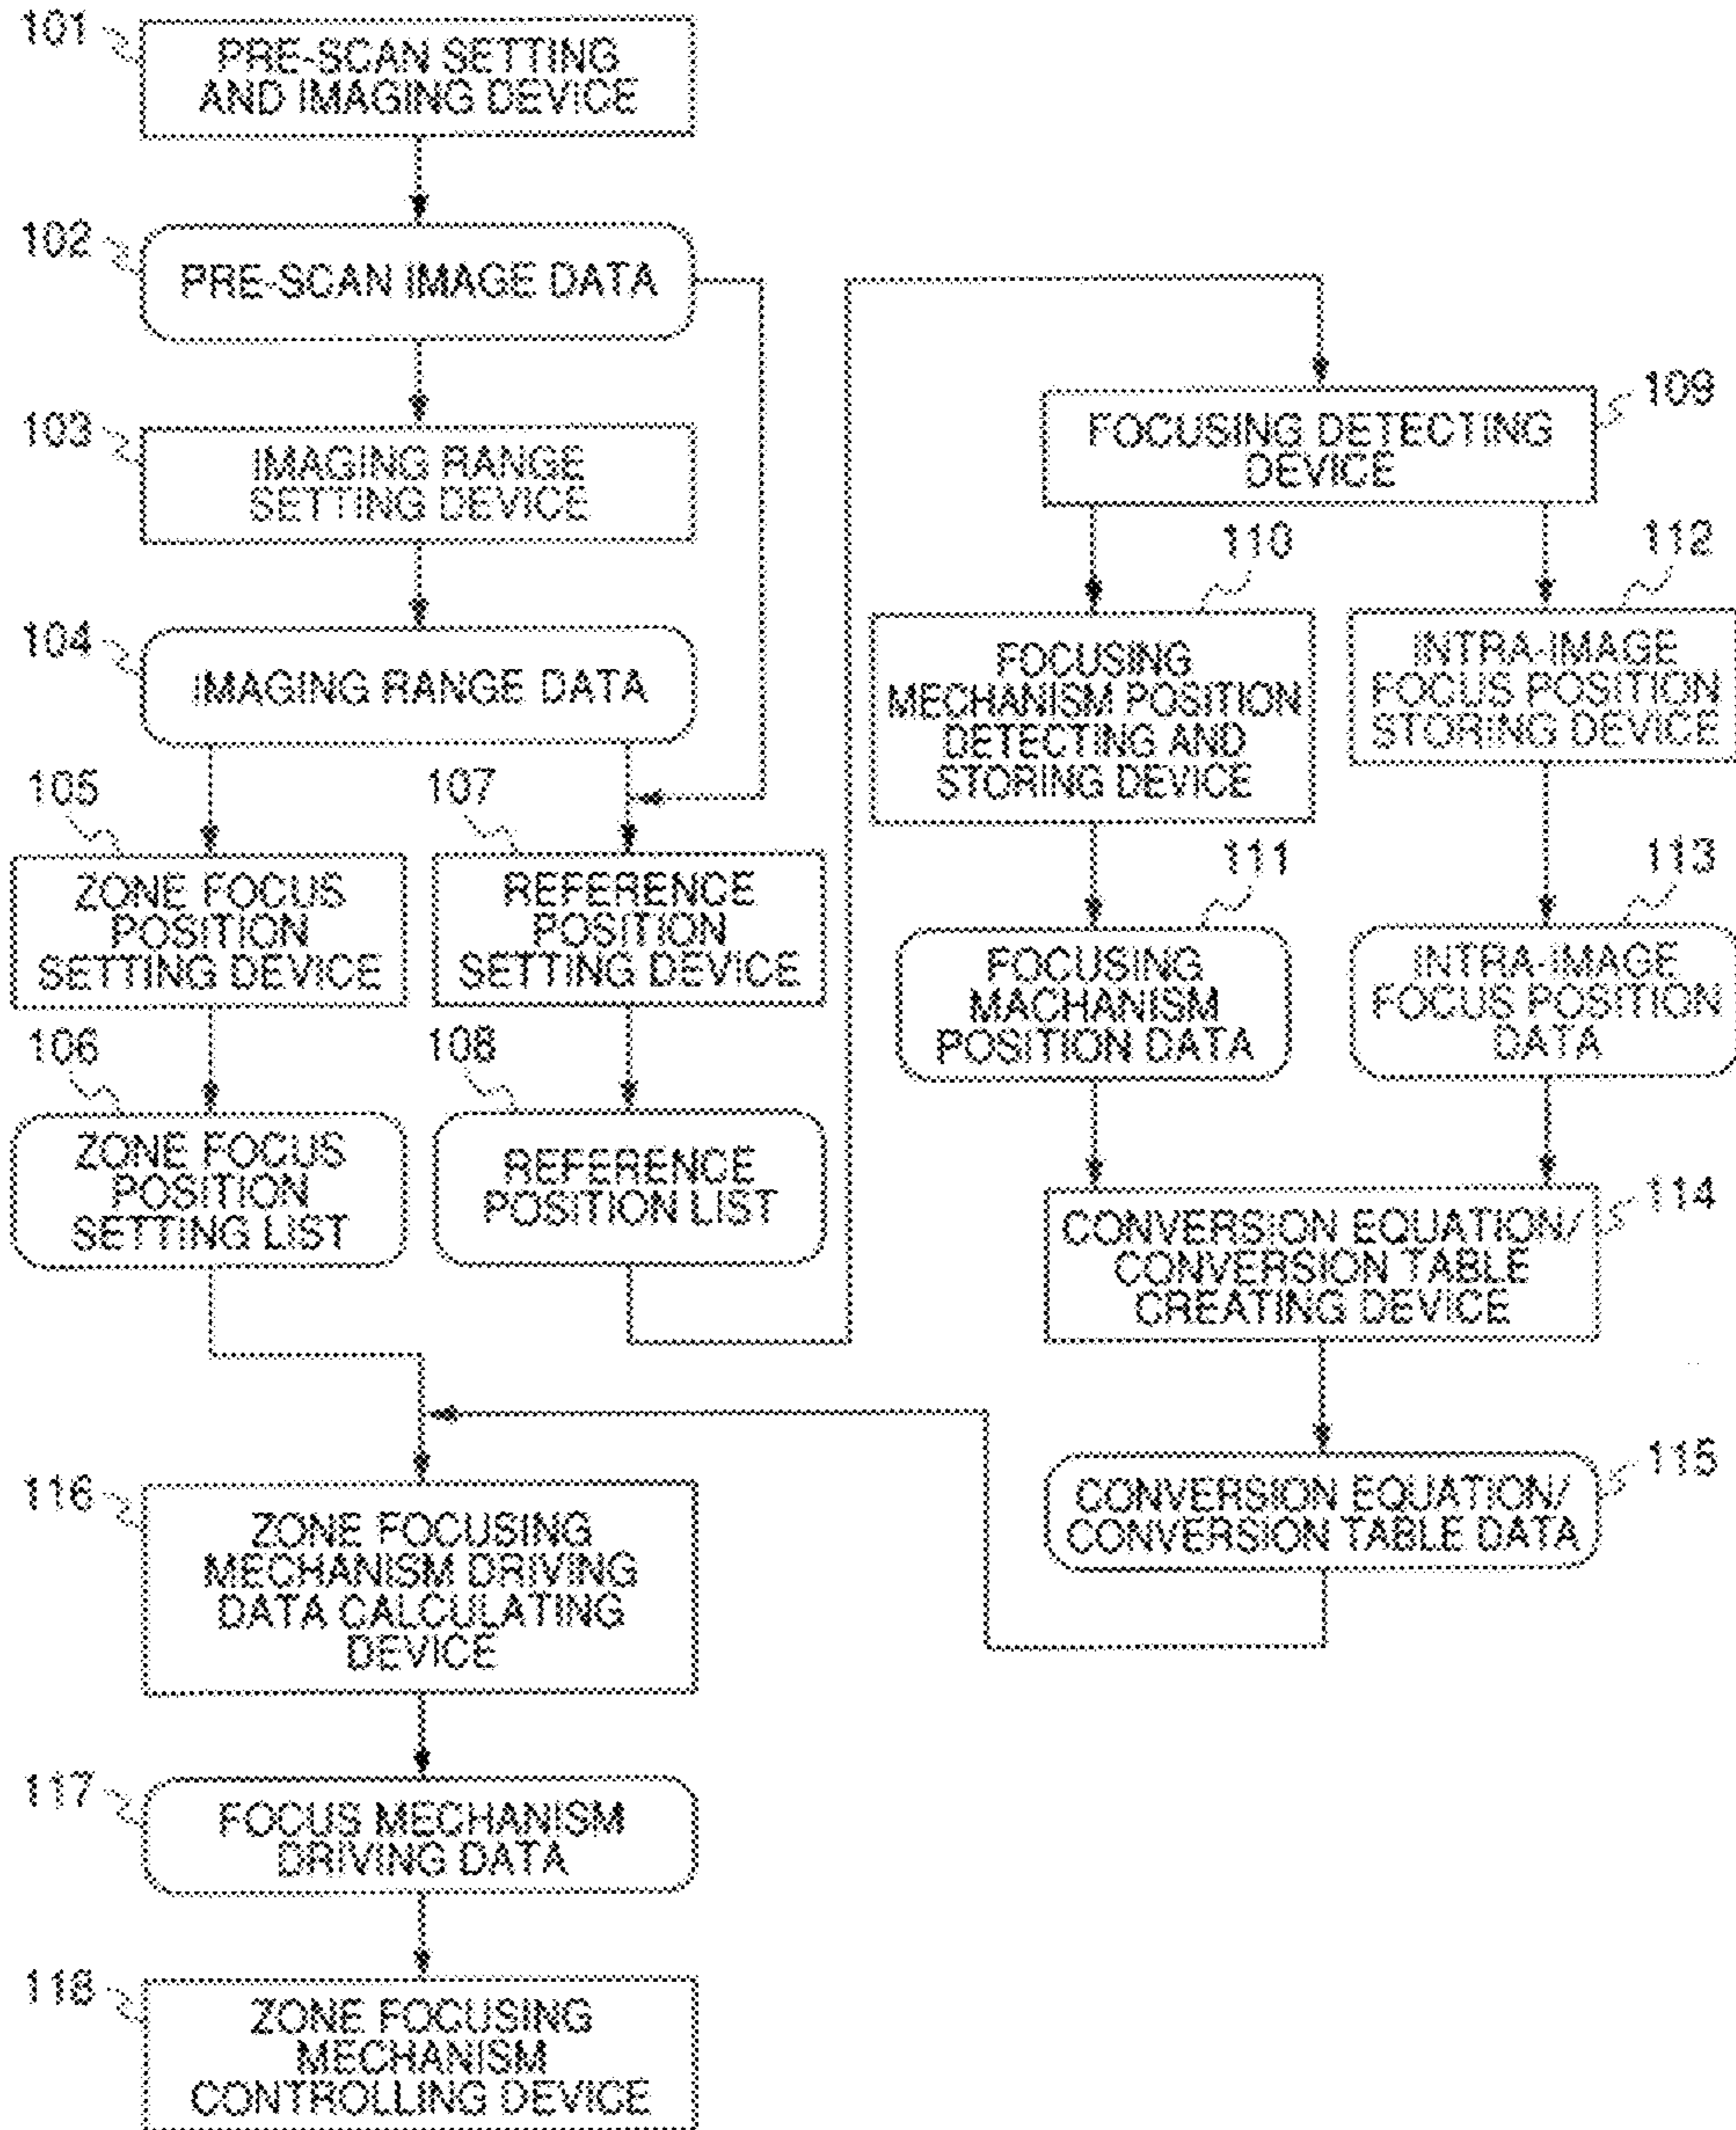 101
PRE-SCAN SETTING
AND IMAGING DEVICE
102
PRE-SCAN IMAGE DATA
103
IMAGING RANGE
SETTING DEVICE
104
IMAGING RANGE DATA
105
ZONE FOCUS
POSITION
SETTING DEVICE
106
ZONE FOCUS
POSITION
SETTING LIST
107
REFERENCE
POSITION
SETTING DEVICE
108
REFERENCE
POSITION LIST
109
FOCUSING DETECTING
DEVICE
110
FOCUSING
MECHANISM POSITION
DETECTING AND
STORING DEVICE
111
FOCUSING
MACHANISM
POSITION DATA
112
INTRA-IMAGE
FOCUS POSITION
STORING DEVICE
113
INTRA-IMAGE
FOCUS POSITION
DATA
114
CONVERSION EQUATION/
CONVERSION TABLE
CREATING DEVICE
115
CONVERSION EQUATION/
CONVERSION TABLE DATA
116
ZONE FOCUSING
MECHANISM DRIVING
DATA CALCULATING
DEVICE
117
FOCUS MECHANISM
DRIVING DATA
118
ZONE FOCUSING
MECHANISM
CONTROLLING DEVICE